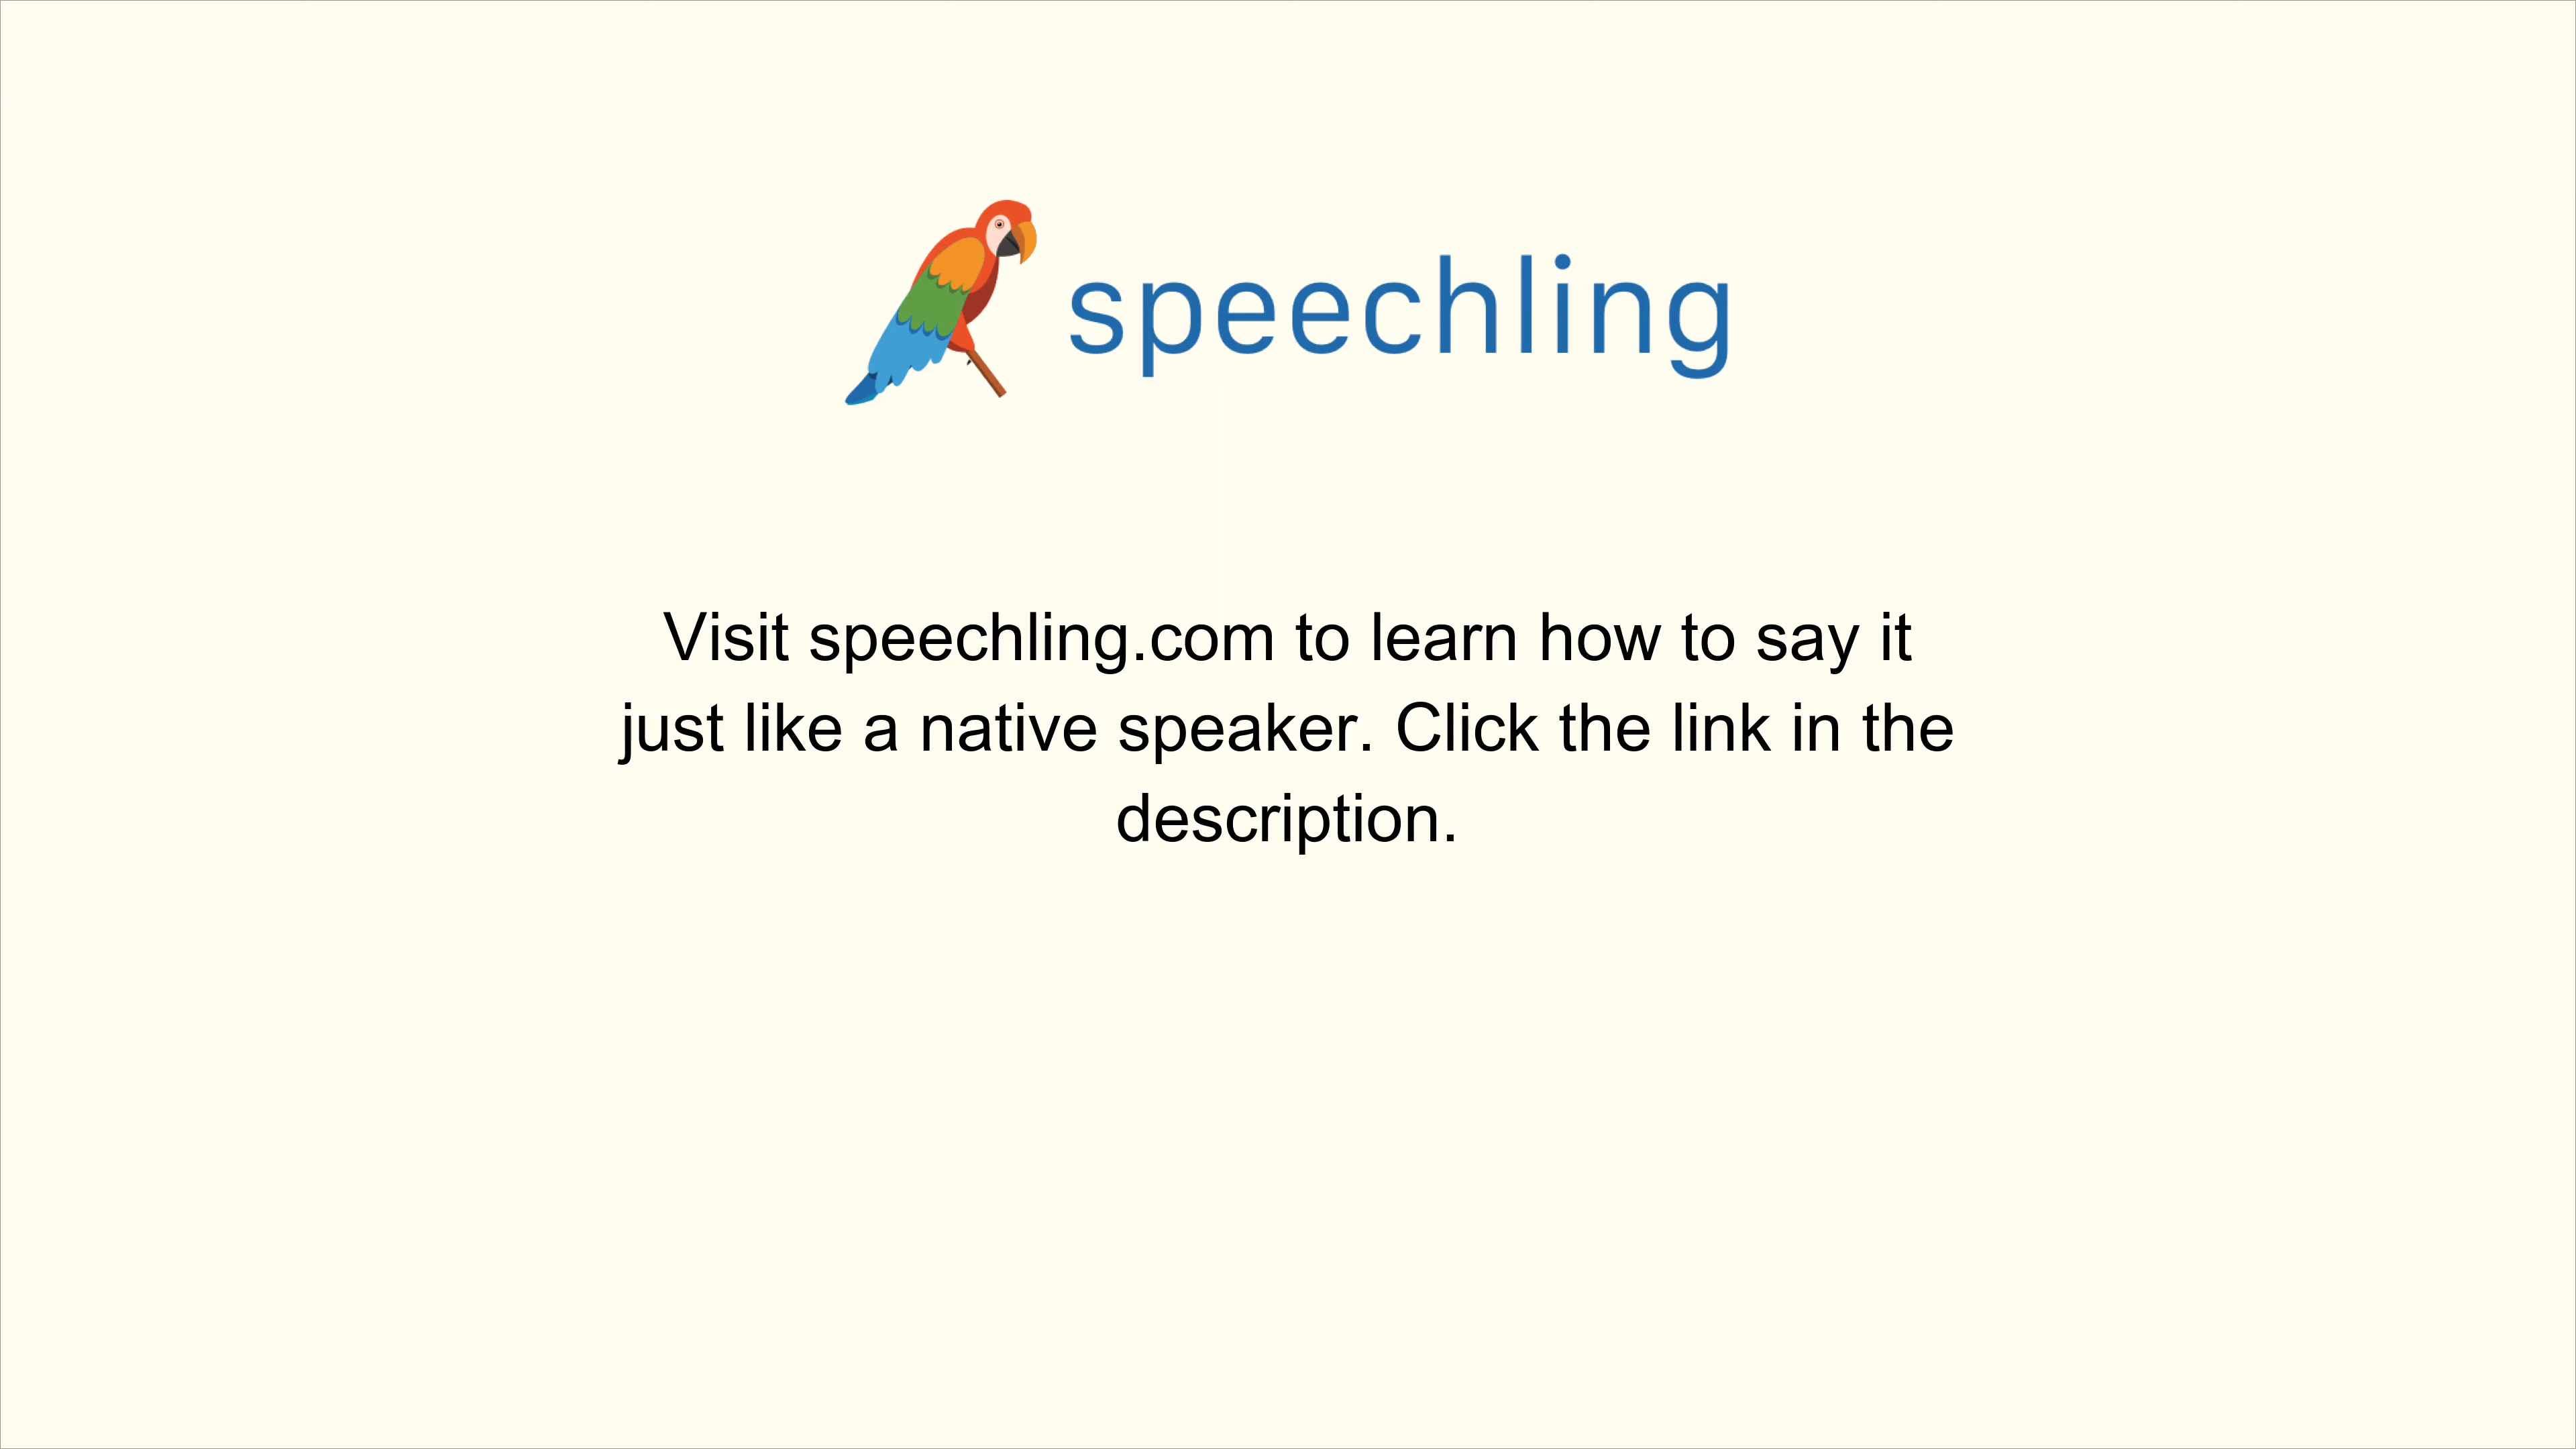 speechling
Visit speechling.com to learn how to say it
just like a native speaker. Click the link in the
description.